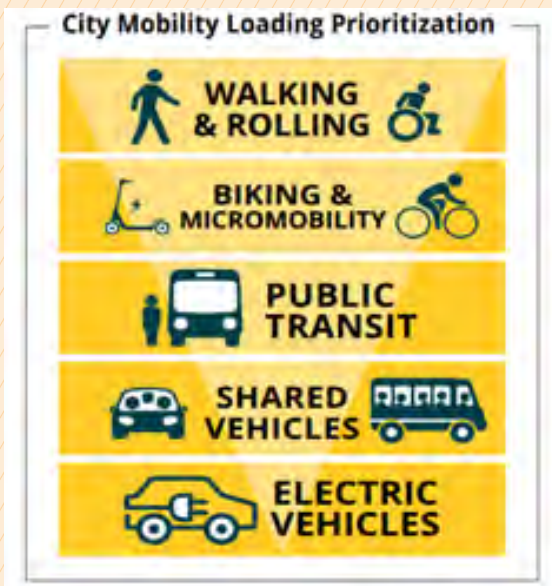 City Mobility Loading Prioritization
WALKING
& ROLLING
BIKING &
MICROMOBILITY
PUBLIC
TRANSIT
SHARED
VEHICLES
ELECTRIC
VEHICLES